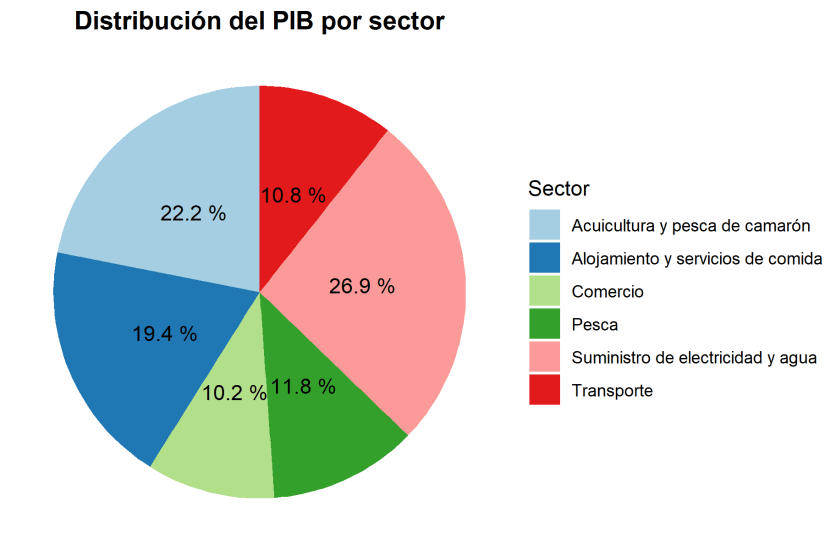 Distribución del PIB por sector
10.8 %
22.2 %
26.9 %
19.4 %
10.2 %
11.8 %
Sector
Acuicultura y pesca de camarón
Alojamiento y servicios de comida
Comercio
Pesca
Suministro de electricidad y agua
Transporte